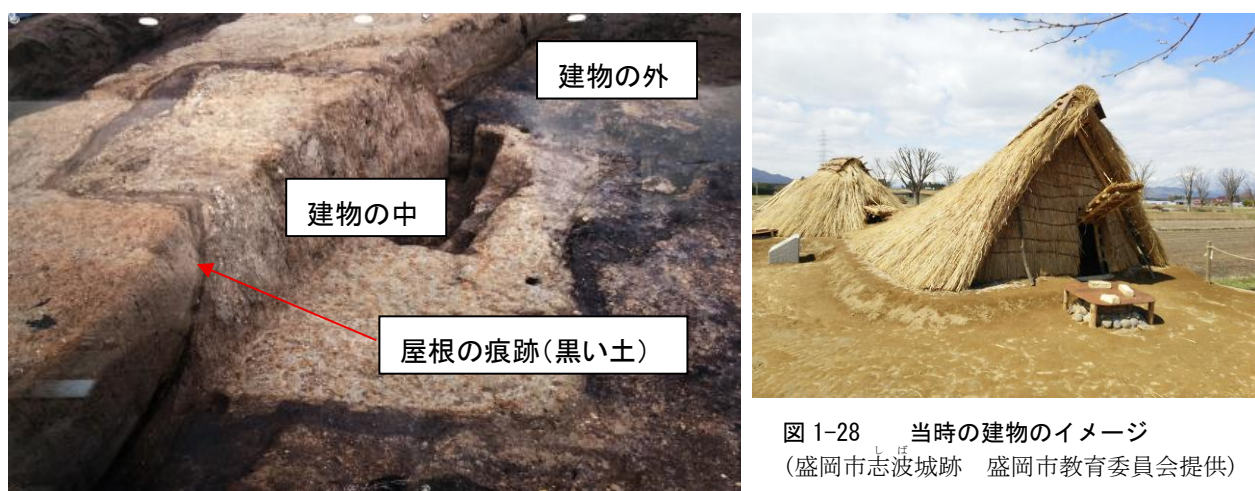 建物の外
建物の中
屋根の痕跡（黒い土）
図 1-28　　当時の建物のイメージ
しば
(盛岡市志波城跡　盛岡市教育委員会提供)